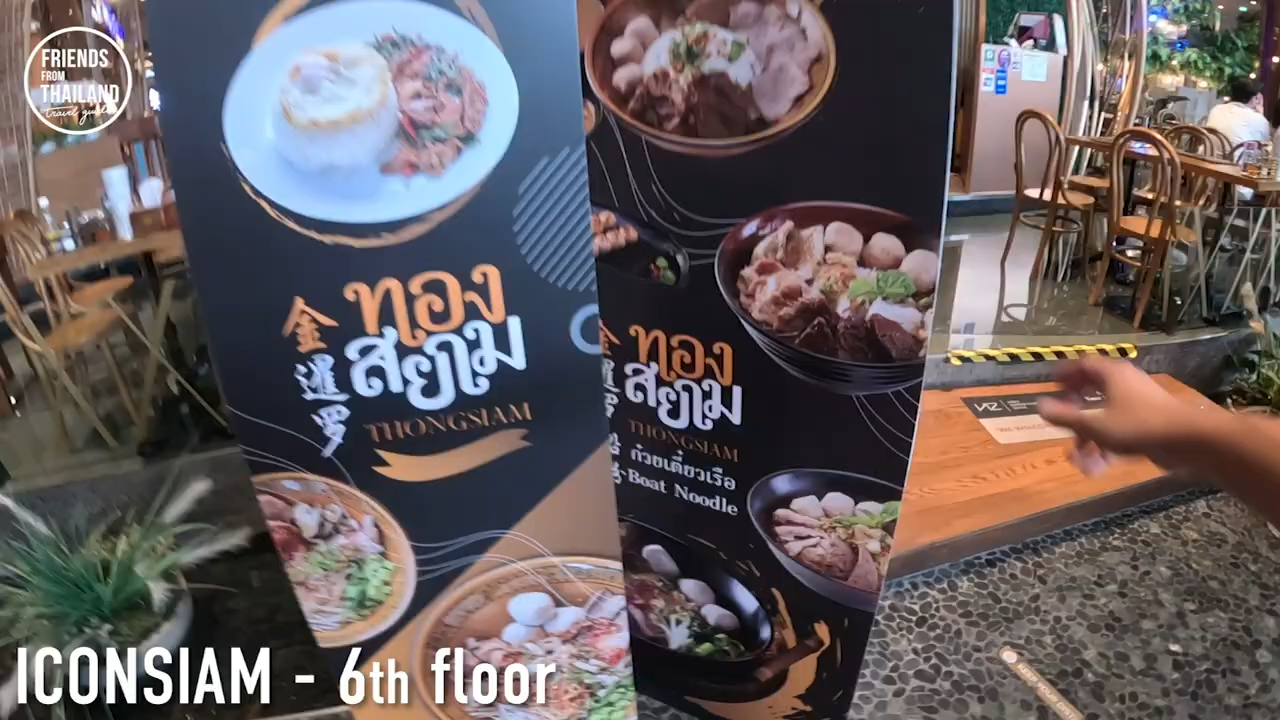 FRIENDS
FROM
THAILAND
travel guide
金暹罗
ทอง
สยาม
THONGSIAM
ทอง
สยาม
THONGSIAM
ก๋วยเตี๋ยวเรือ
Boat Noodle
ICONSIAM - 6th floor